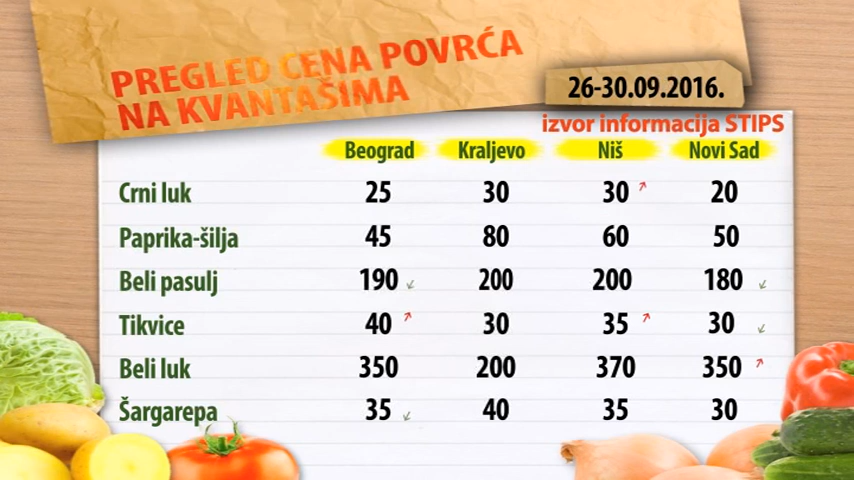 PREGLED CENA POVRĆA
NA KVANTAŠIMA
26-30.09.2016.
izvor informacija STIPS
Beograd Kraljevo Niš Novi Sad
Crni luk 25 30 30 20
Paprika-šilja 45 80 60 50
Beli pasulj 190 200 200 180
Tikvice 40 30 35 30
Beli luk 350 200 370 350
Šargarepa 35 40 35 30